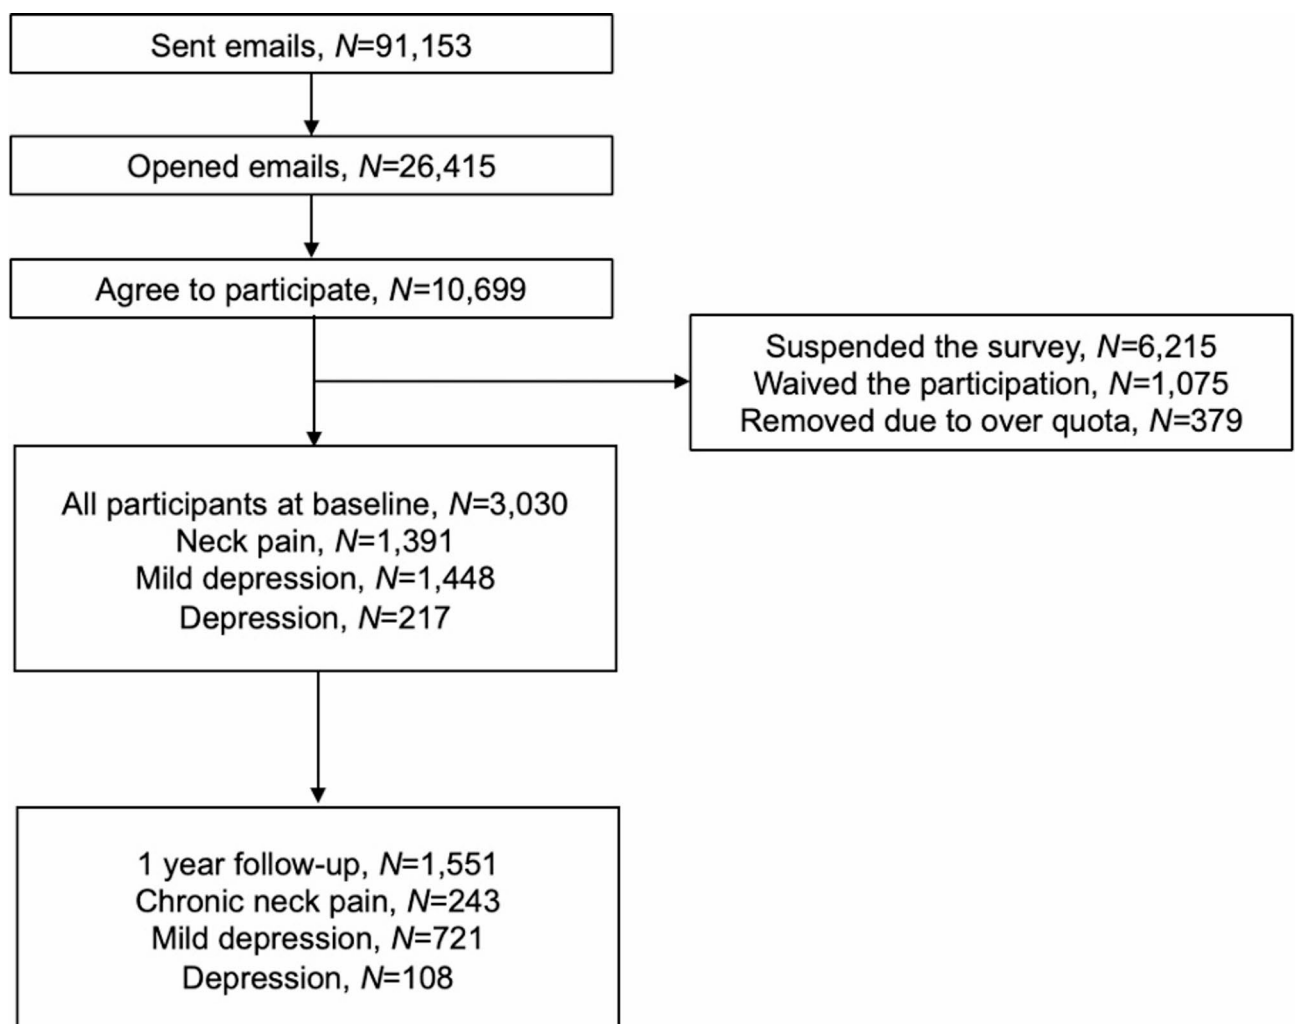 Sent emails, N=91,153
Opened emails, N=26,415
Agree to participate, N=10,699
Suspended the survey, N=6,215
Waived the participation, N=1,075
Removed due to over quota, N=379
All participants at baseline, N=3,030
Neck pain, N=1,391
Mild depression, N=1,448
Depression, N=217
1 year follow-up, N=1,551
Chronic neck pain, N=243
Mild depression, N=721
Depression, N=108